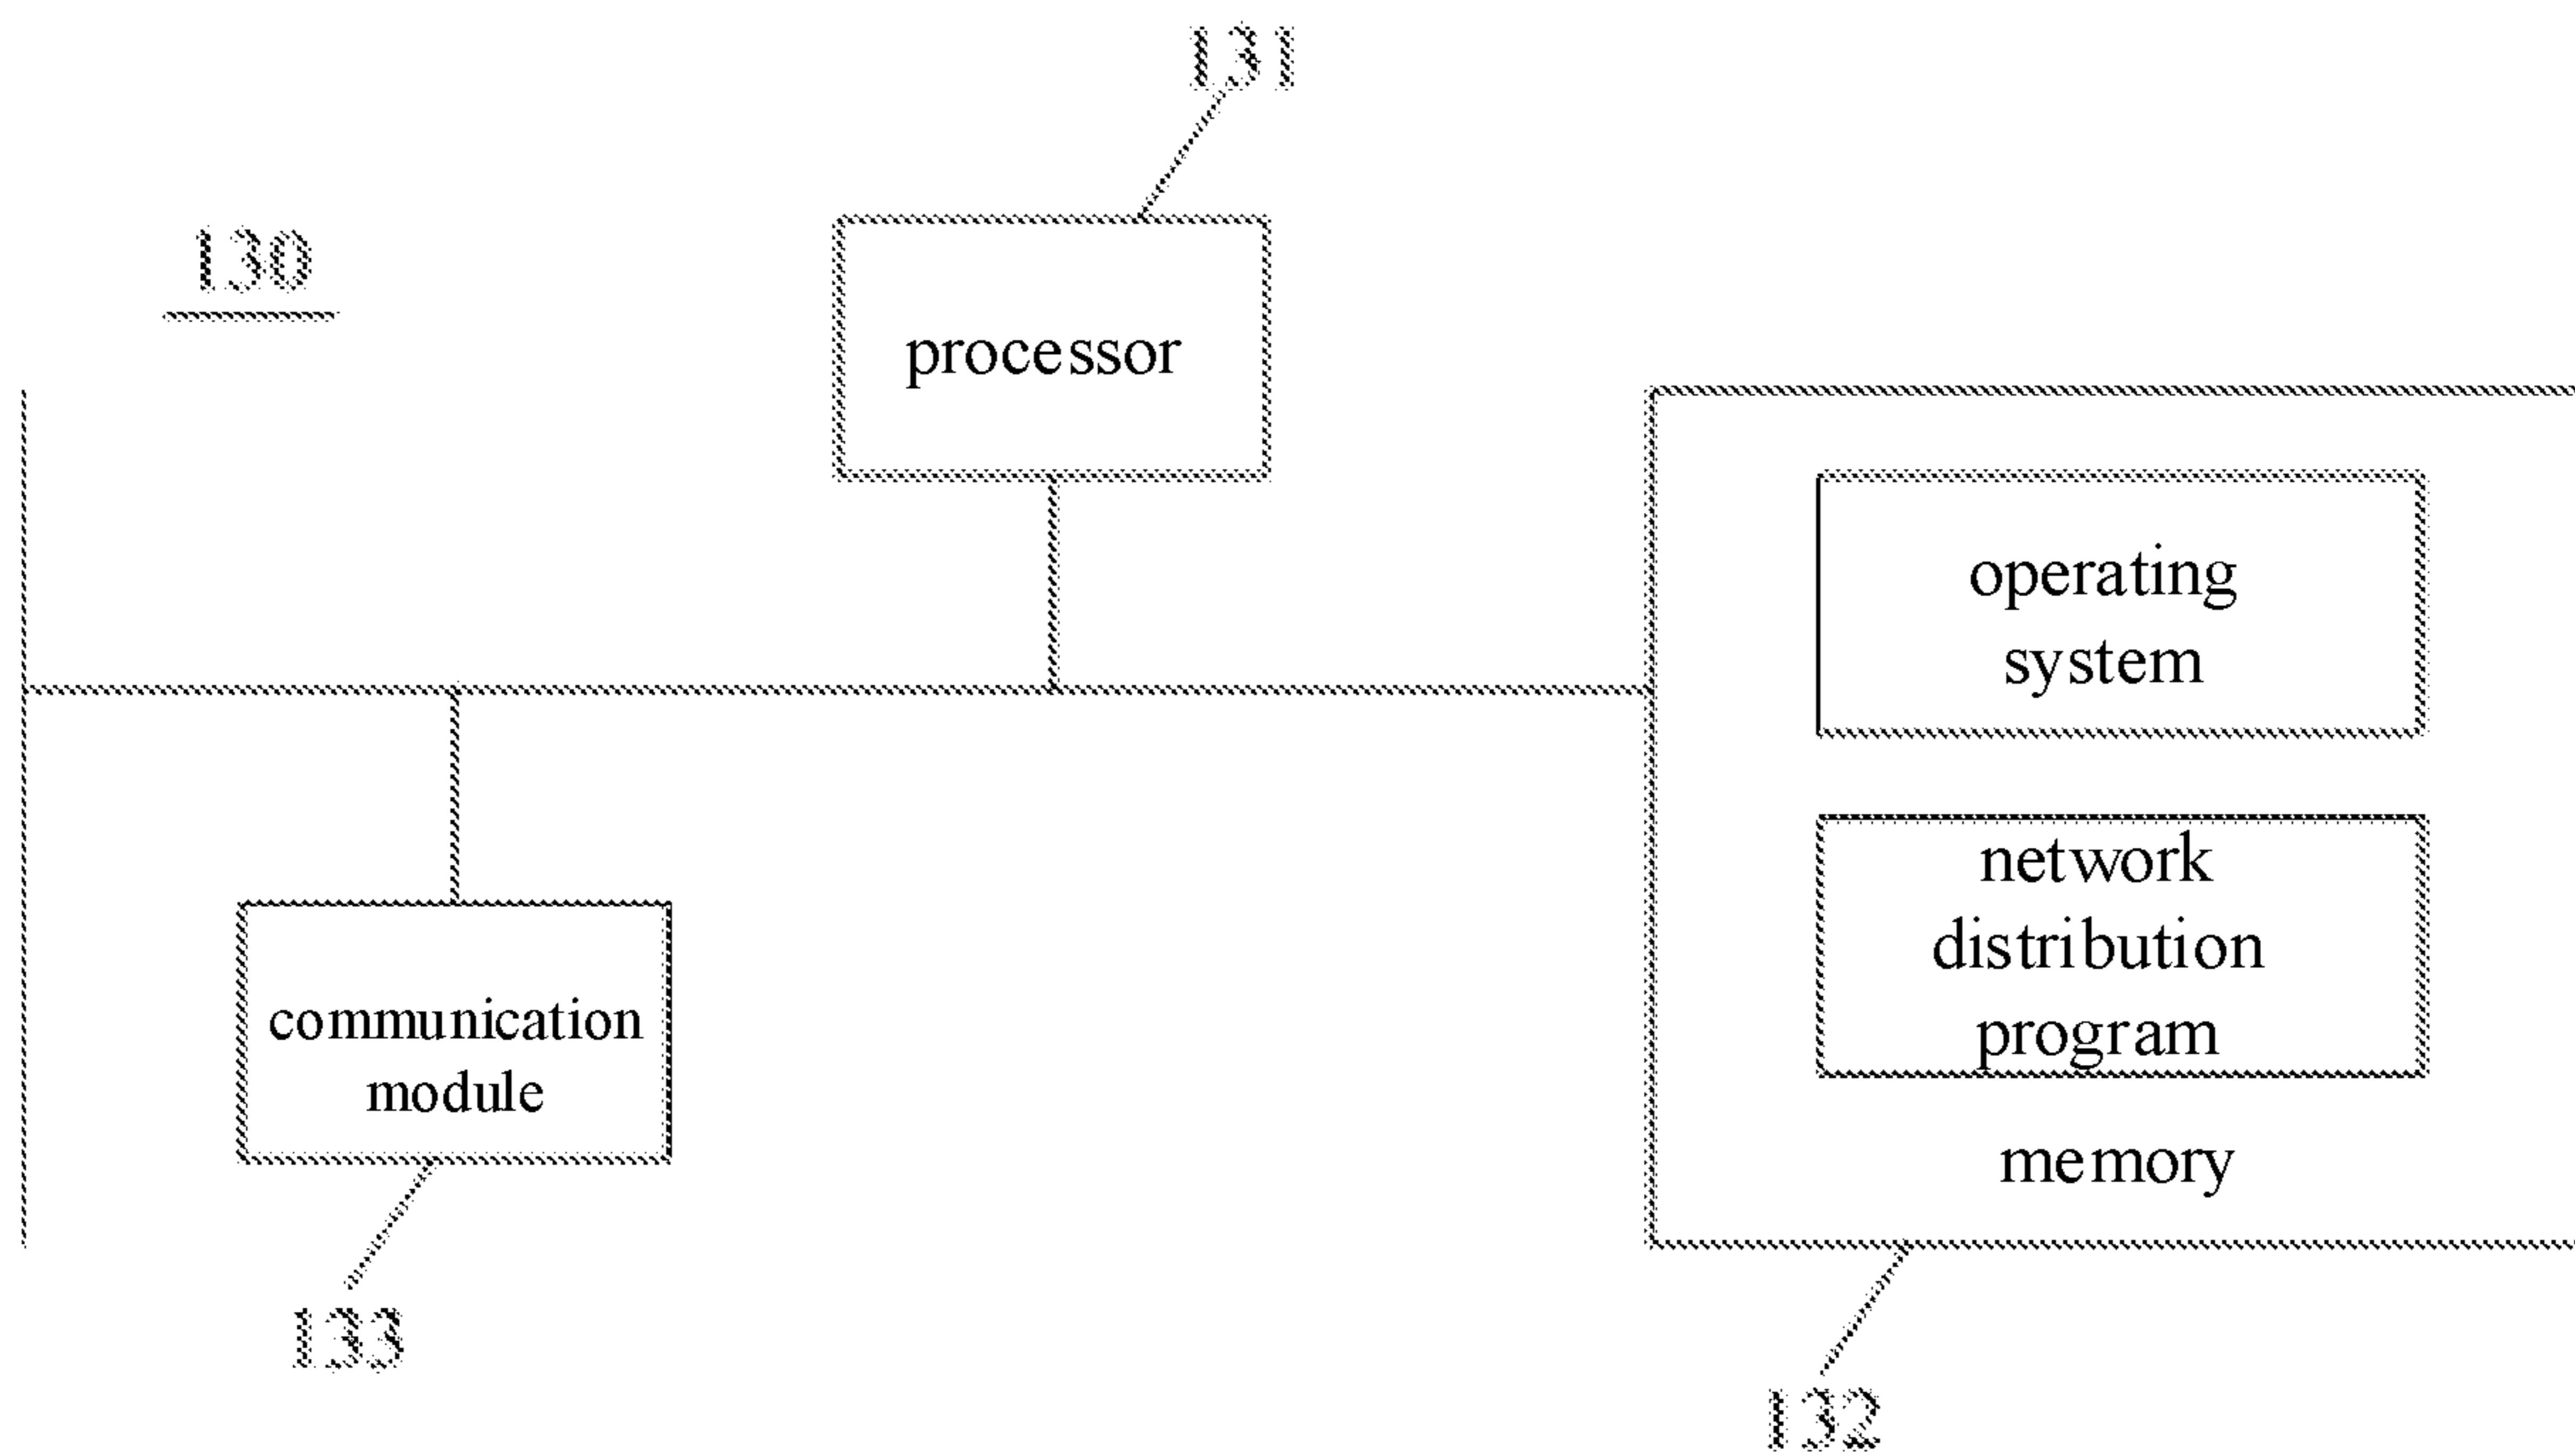 131
130
processor
operating
system
network
distribution
program
communication
module
memory
133
132